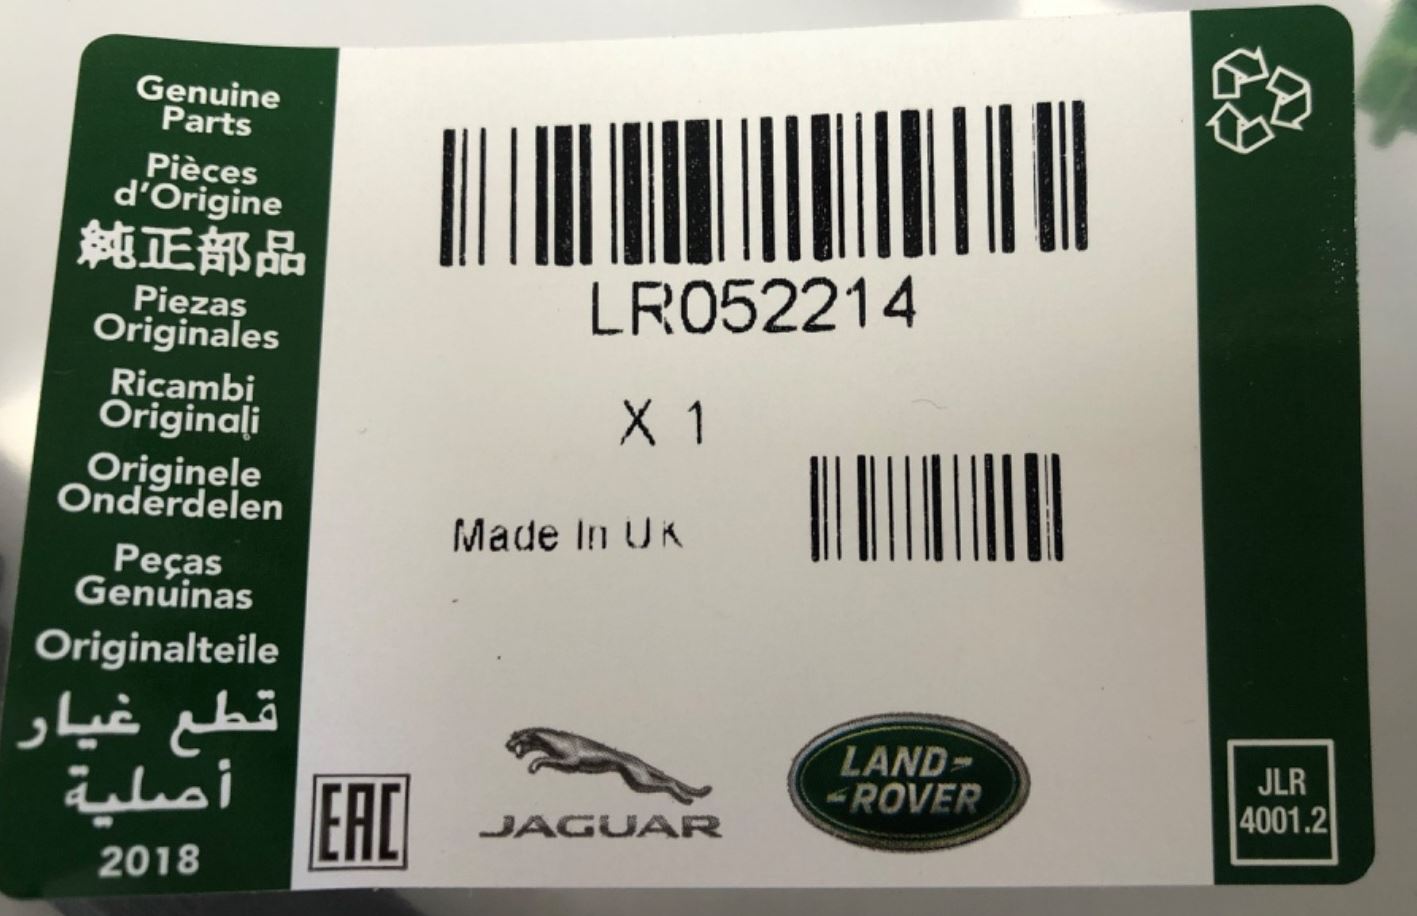 Genuine
Parts
Pièces
d'Origine
純正部品
Piezas
Originales
Ricambi
Originali
Originele
Onderdelen
Peças
Genuinas
Originalteile
قطع غيار
أصلية
2018
LR052214
X 1
Made In UK
EAC
JAGUAR
LAND-
-ROVER
JLR
4001.2